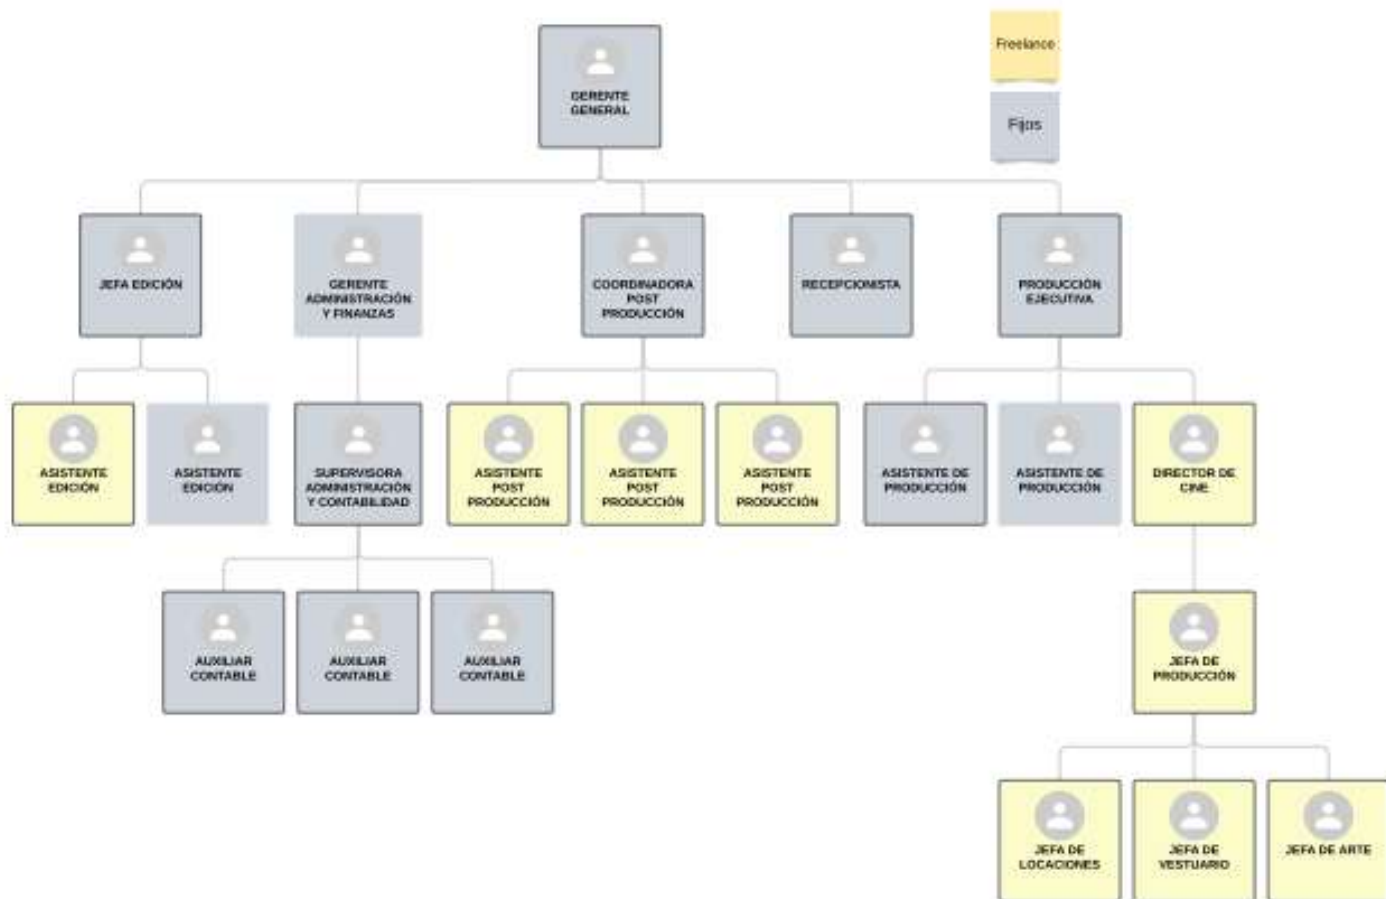 Freelance
GERENTE
GENERAL
Fijos
JEFA EDICIÓN
GERENTE
ADMINISTRACIÓN
Y FINANZAS
COORDINADORA
POST
PRODUCCIÓN
RECEPCIONISTA
PRODUCCIÓN
EJECUTIVA
ASISTENTE
EDICIÓN
ASISTENTE
EDICIÓN
SUPERVISORA
ADMINISTRACIÓN
Y CONTABILIDAD
ASISTENTE
POST
PRODUCCIÓN
ASISTENTE
POST
PRODUCCIÓN
ASISTENTE
POST
PRODUCCIÓN
ASISTENTE DE
PRODUCCIÓN
ASISTENTE DE
PRODUCCIÓN
DIRECTOR DE
CINE
AUXILIAR
CONTABLE
AUXILIAR
CONTABLE
AUXILIAR
CONTABLE
JEFA DE
PRODUCCIÓN
JEFA DE
LOCACIONES
JEFA DE
VESTUARIO
JEFA DE ARTE